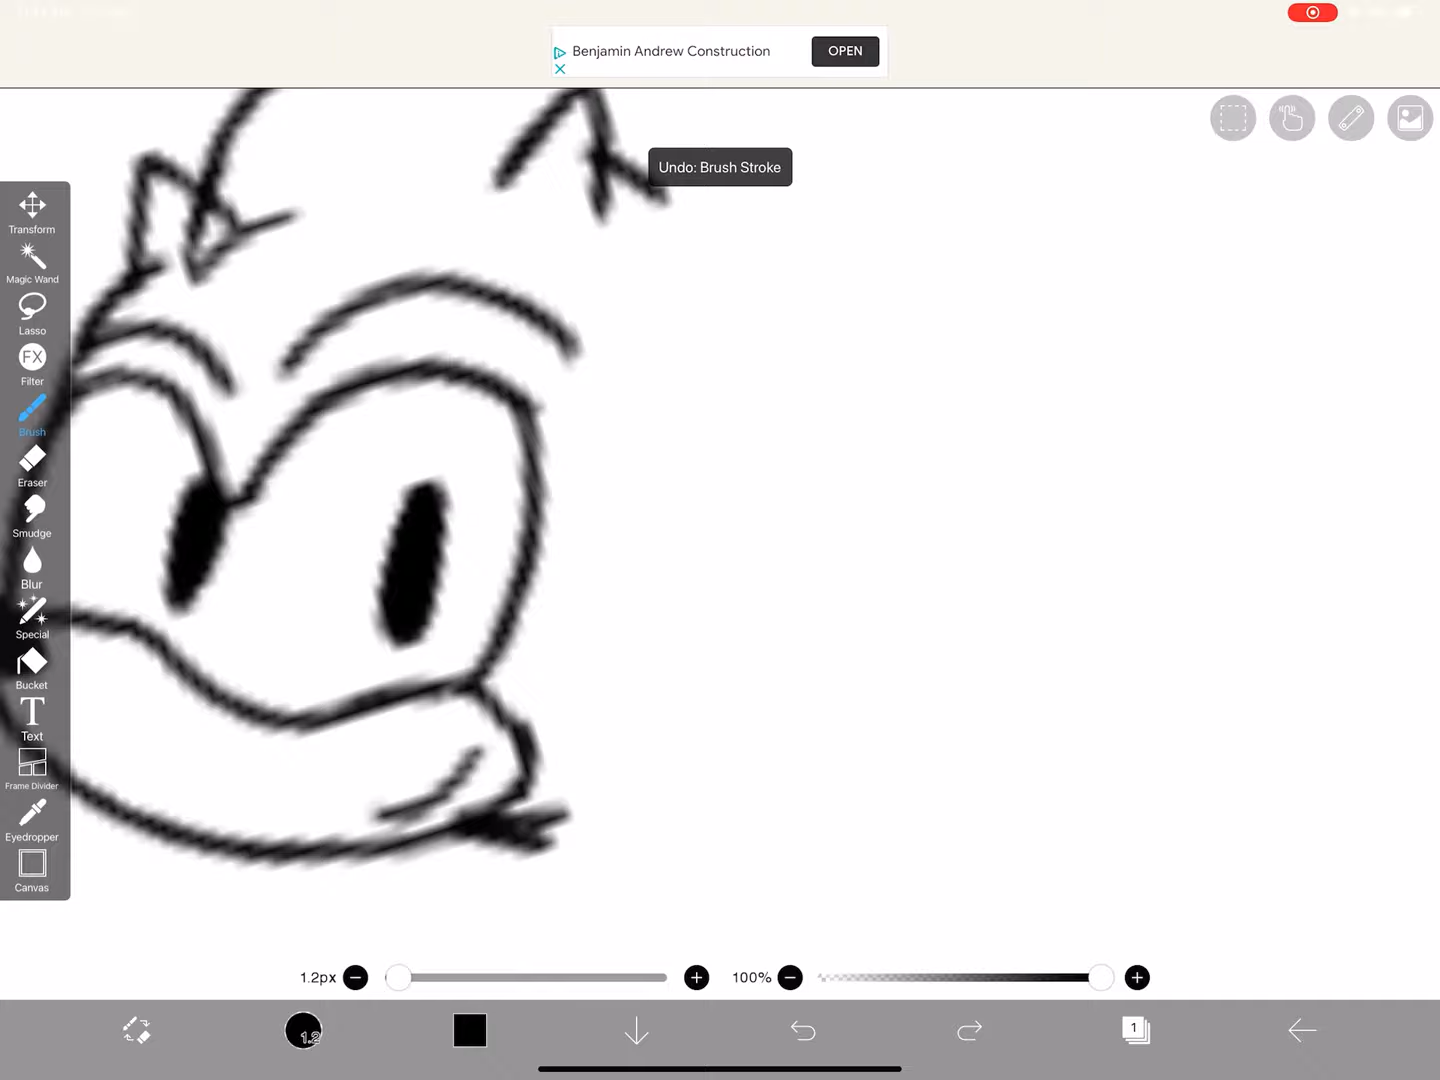 Benjamin Andrew Construction
OPEN
Undo: Brush Stroke
Transform
Magic Wand
Lasso
FX
Filter
Brush
Eraser
Smudge
Blur
Special
Bucket
T
Text
Frame Divider
Eyedropper
Canvas
1.2px
100%
1.2
1